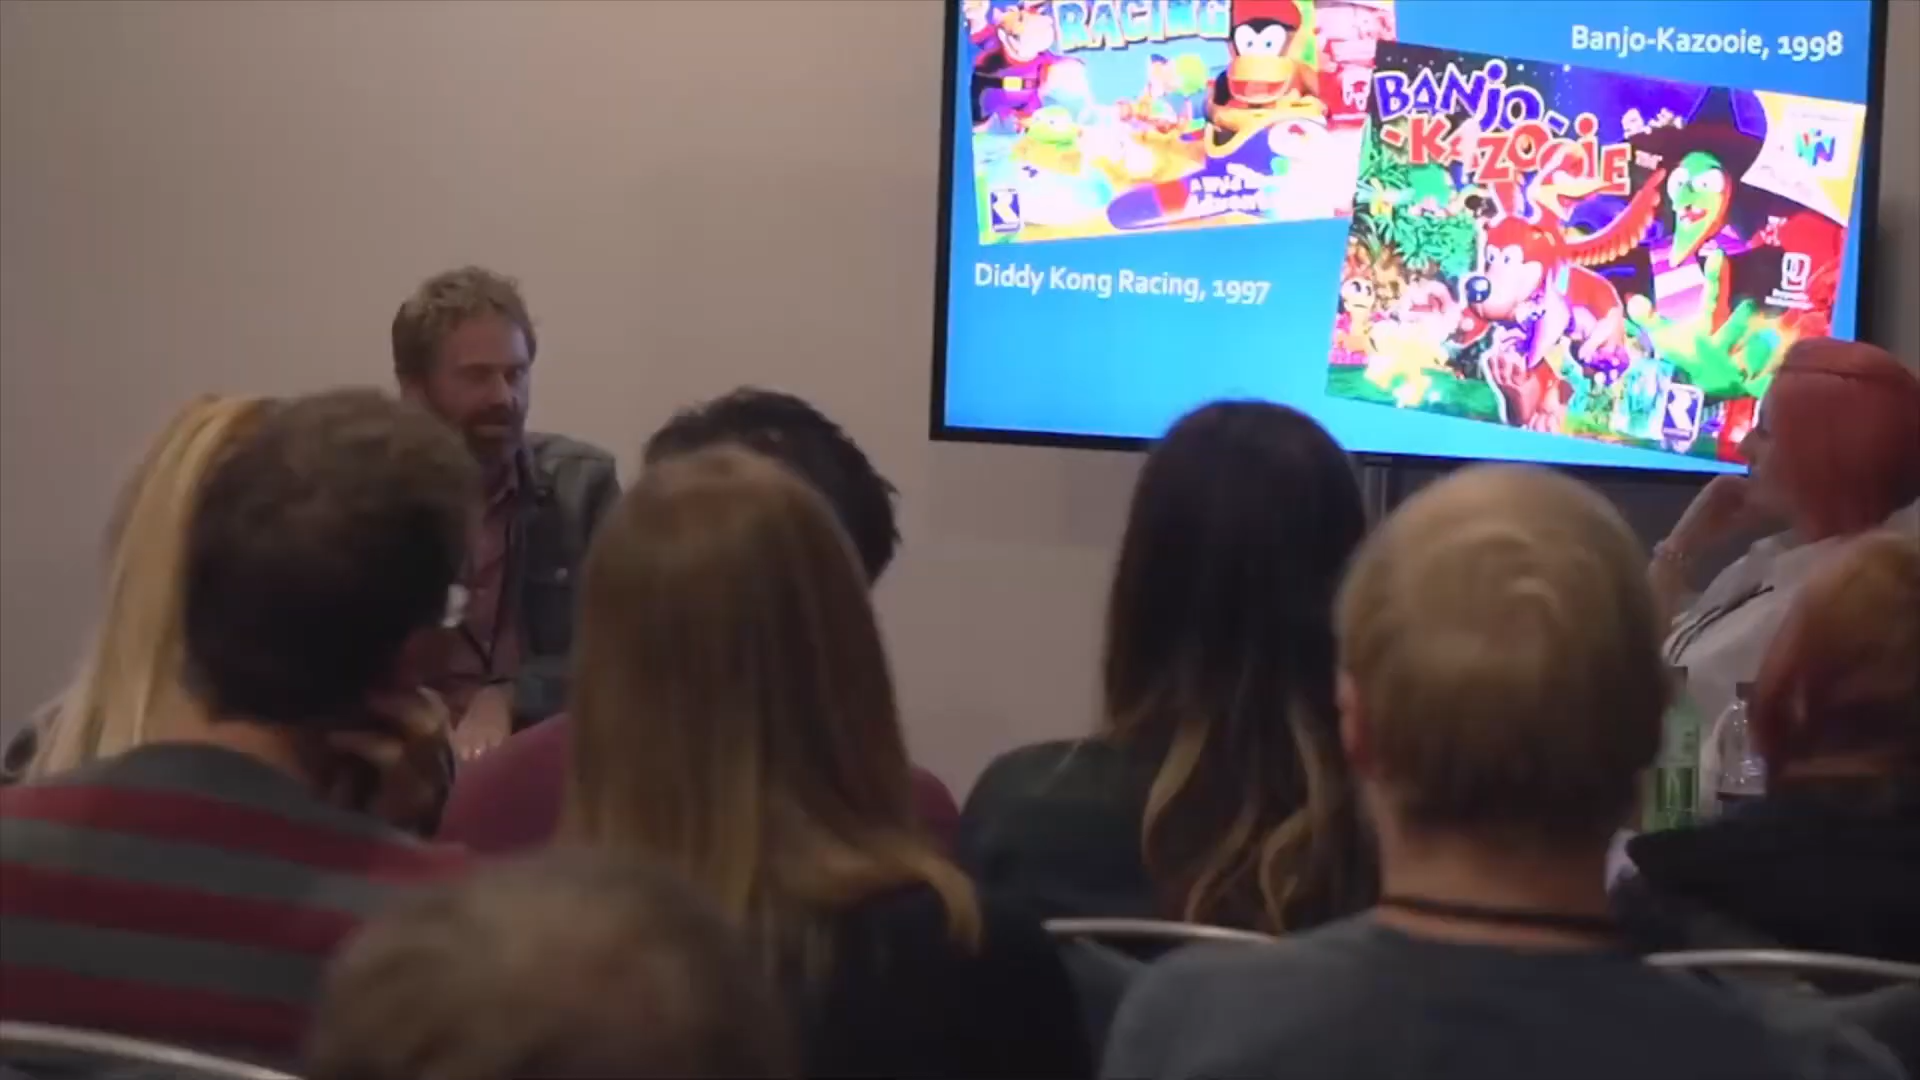 RACING
Banjo-Kazooie, 1998
BANJO-
-KAZOOIE
Diddy Kong Racing, 1997